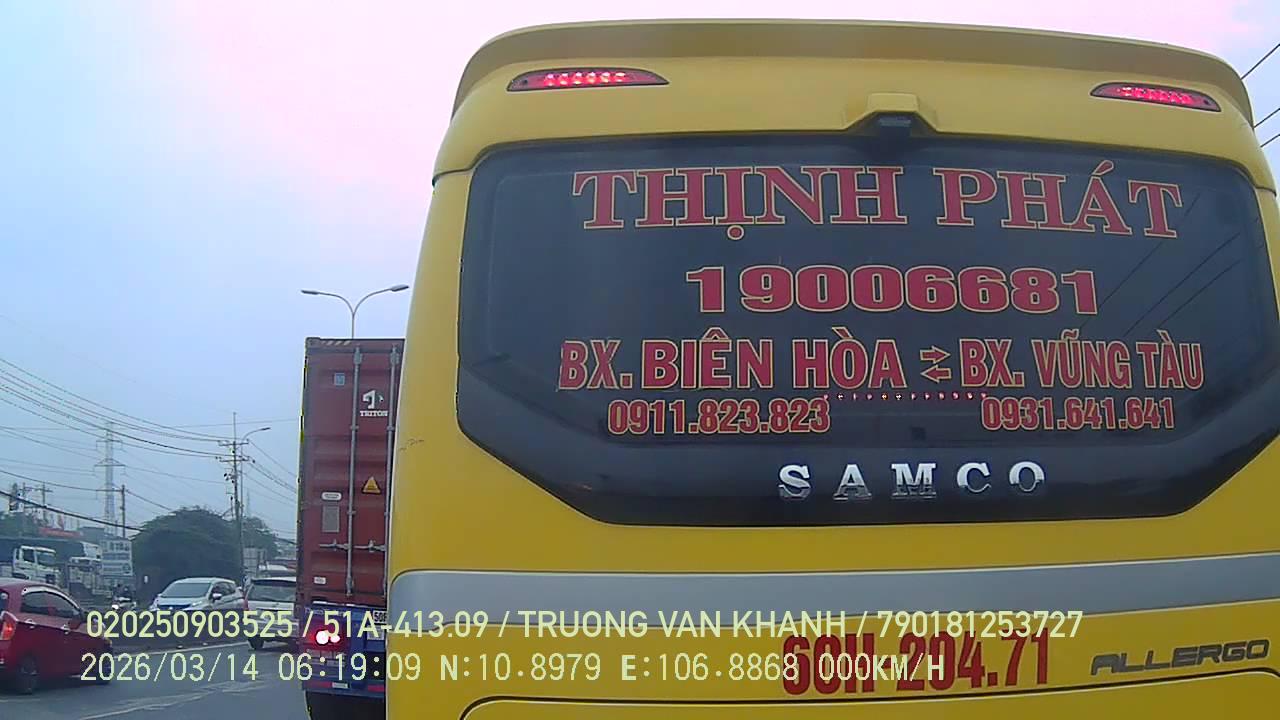 THỊNH PHÁT
19006681
BX. BIÊN HÒA ⇄ BX. VŨNG TÀU
0911.823.823 0931.641.641
SAMCO
TRITON
020250903525 / 51A-413.09 / TRUONG VAN KHANH / 790181253727
60H-204.71
ALLERGO
2026/03/14 06:19:09 N:10.8979 E:106.8868 000KM/H